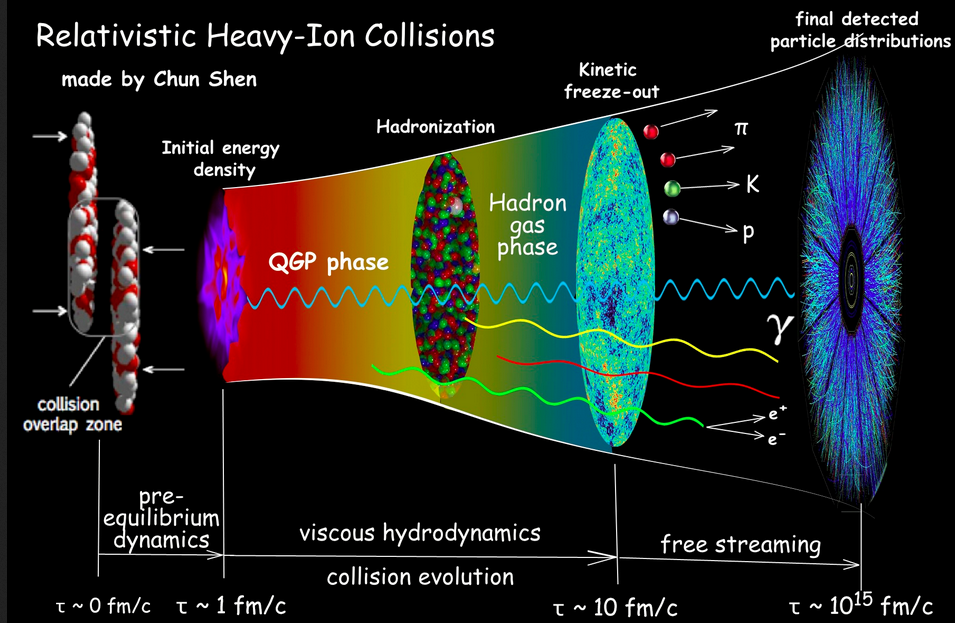 Relativistic Heavy-Ion Collisions
made by Chun Shen
final detected
particle distributions
Kinetic
freeze-out
Hadronization
Initial energy
density
π
K
p
Hadron
gas
phase
QGP phase
γ
e+
e-
collision
overlap zone
pre-
equilibrium
dynamics
viscous hydrodynamics
collision evolution
free streaming
τ ~ 0 fm/c
τ ~ 1 fm/c
τ ~ 10 fm/c
τ ~ 10¹⁵ fm/c